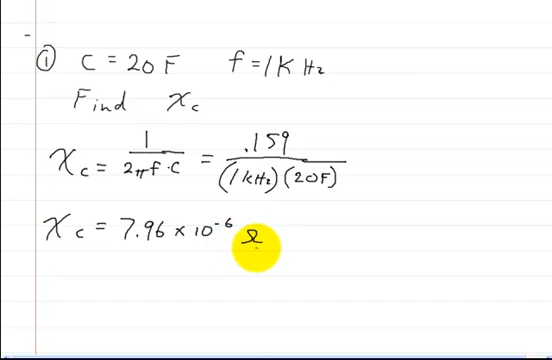 ① C = 20 F f = 1 K Hz
Find Xc
Xc = 1 / 2πf·C = .159 / (1 kHz)(20F)
Xc = 7.96 × 10⁻⁶ Ω